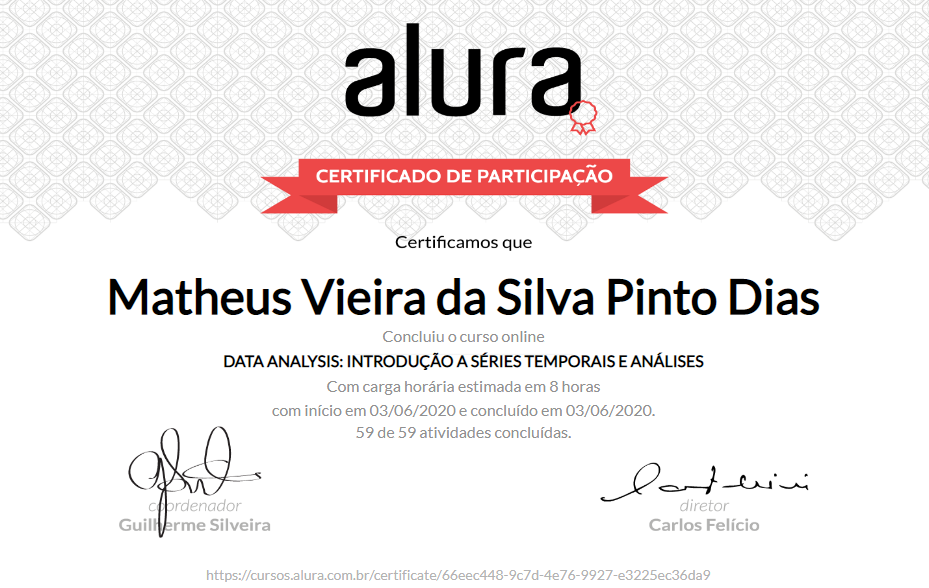 alura
CERTIFICADO DE PARTICIPAÇÃO
Certificamos que
Matheus Vieira da Silva Pinto Dias
Concluiu o curso online
DATA ANALYSIS: INTRODUÇÃO A SÉRIES TEMPORAIS E ANÁLISES
Com carga horária estimada em 8 horas
com início em 03/06/2020 e concluído em 03/06/2020.
59 de 59 atividades concluídas.
coordenador
Guilherme Silveira
diretor
Carlos Felício
https://cursos.alura.com.br/certificate/66eec448-9c7d-4e76-9927-e3225ec36da9